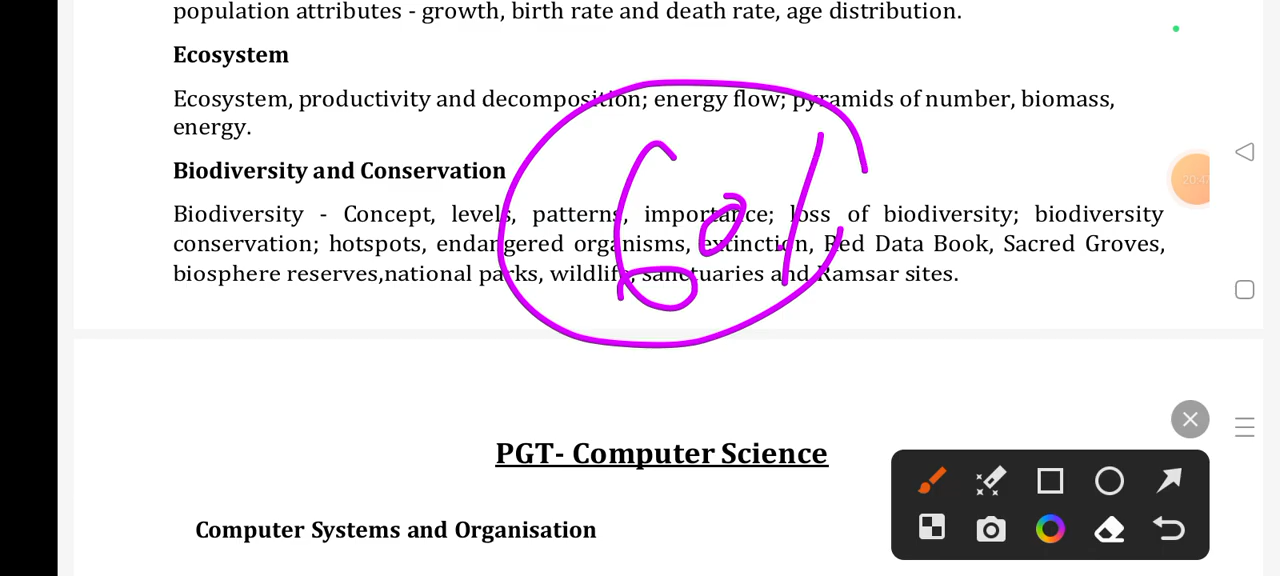 population attributes - growth, birth rate and death rate, age distribution.
Ecosystem
Ecosystem, productivity and decomposition; energy flow; pyramids of number, biomass,
energy.
Biodiversity and Conservation
Biodiversity - Concept, levels, patterns, importance; loss of biodiversity; biodiversity
conservation; hotspots, endangered organisms, extinction, Red Data Book, Sacred Groves,
biosphere reserves,national parks, wildlife, sanctuaries and Ramsar sites.
PGT- Computer Science
Computer Systems and Organisation